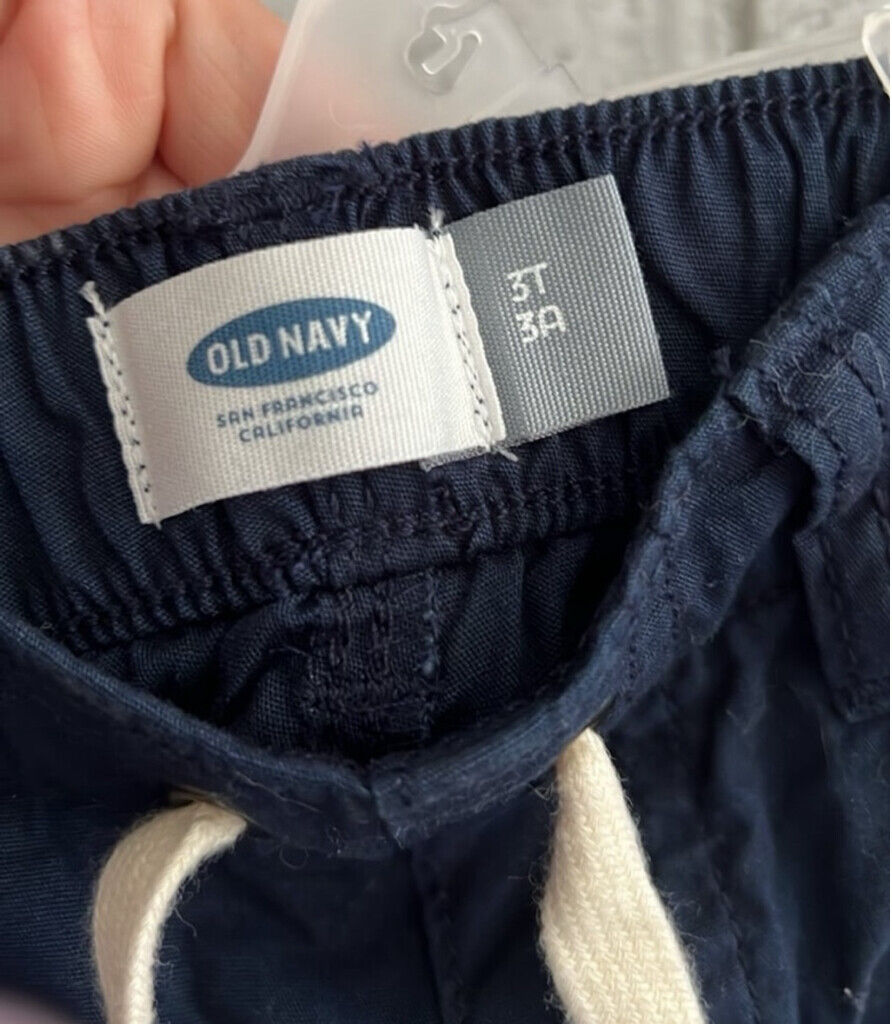 OLD NAVY
SAN FRANCISCO
CALIFORNIA
3T
3A